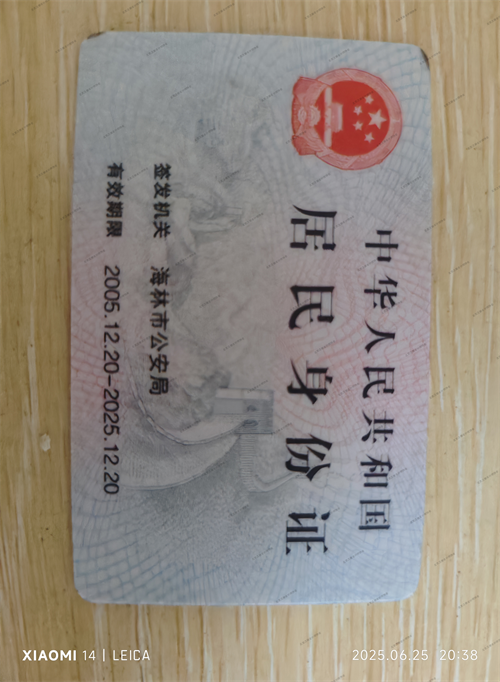 中华人民共和国
居民身份证
签发机关 海林市公安局
有效期限 2005.12.20-2025.12.20
XIAOMI 14 | LEICA
2025.06.25 20:38